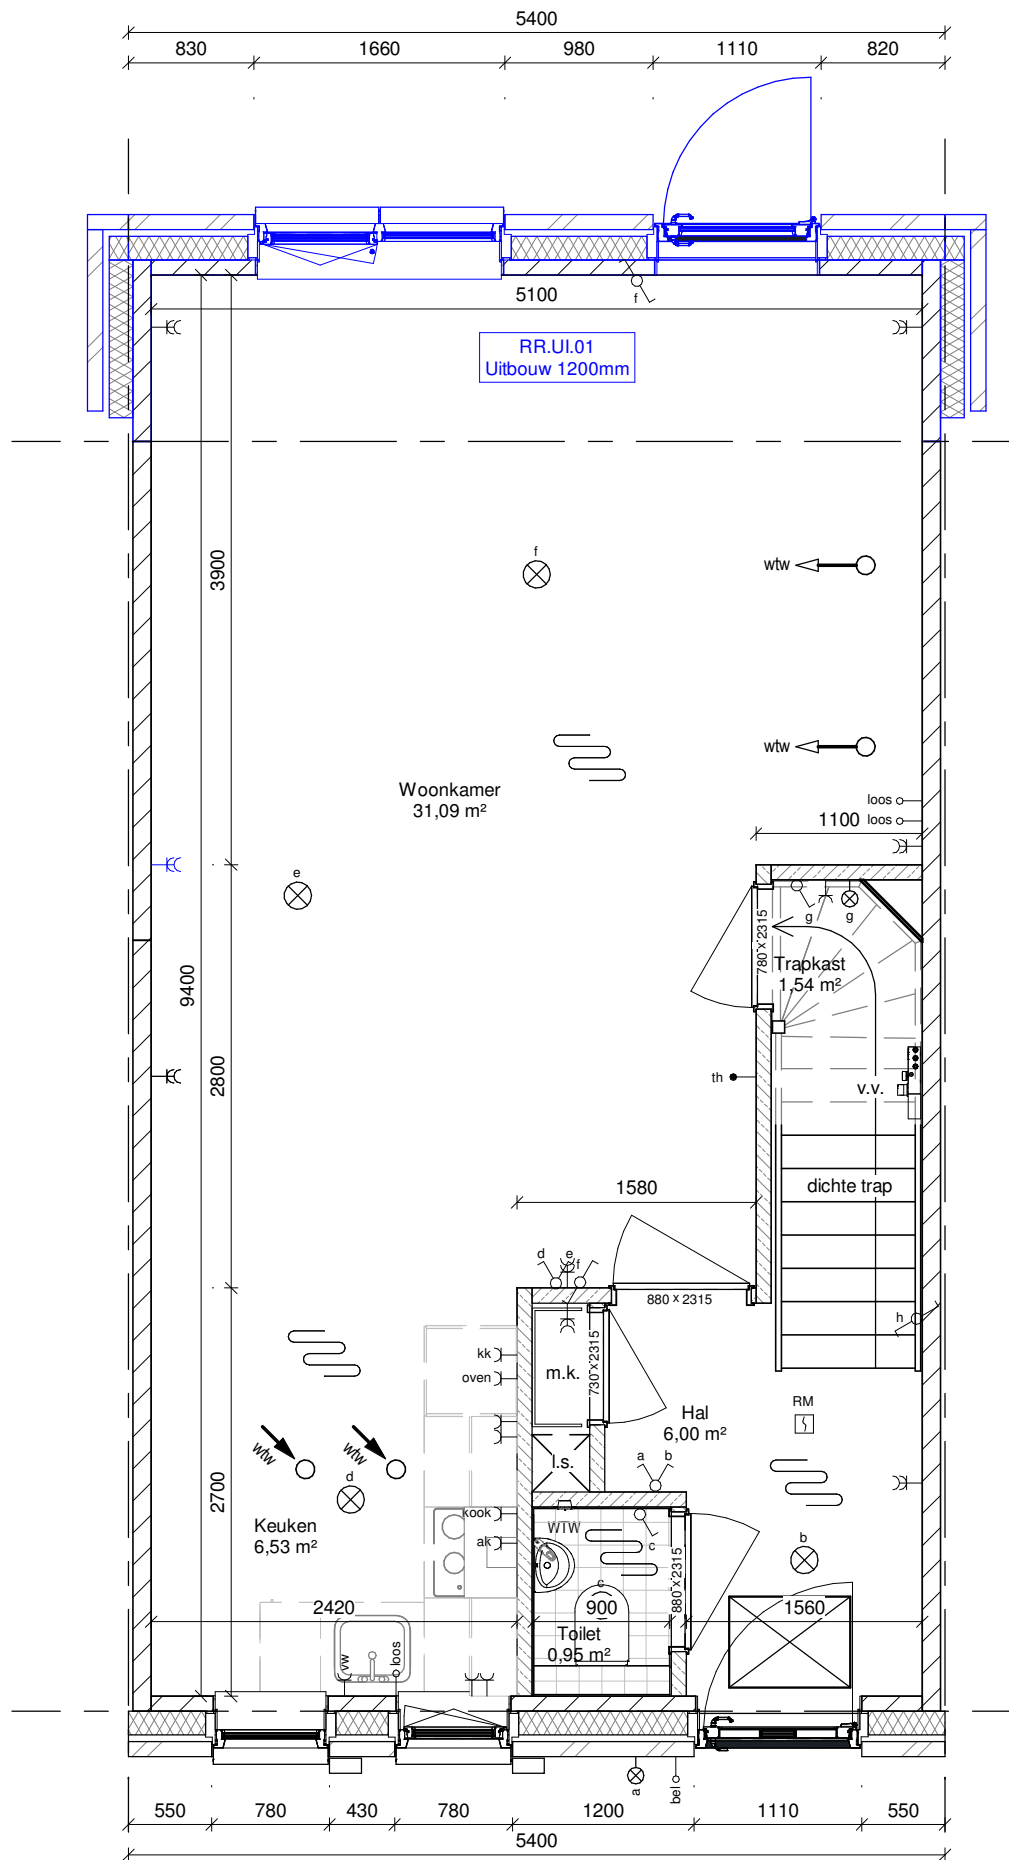 5400
830
1660
980
1110
820
f
5100
RR.UI.01
Uitbouw 1200mm
3900
f
wtw
wtw
Woonkamer
31,09 m²
loos
loos
1100
e
g
g
780 x 2315
Trapkast
1,54 m²
9400
2800
th
v.v.
dichte trap
1580
d
e
f
880 x 2315
h
kk
oven
m.k.
730 x 2315
RM
Hal
6,00 m²
l.s.
a
b
wtw
wtw
d
2700
kook
WTW
Keuken
6,53 m²
ak
c
b
c
880 x 2315
2420
900
1560
Toilet
0,95 m²
vw
loos
a
bel
550
780
430
780
1200
1110
550
5400